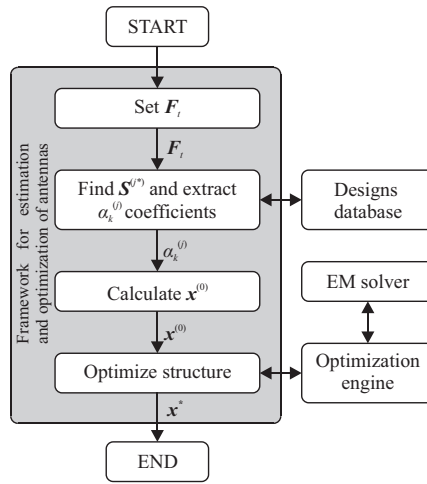 START
Framework for estimation
and optimization of antennas
Set F_t
F_t
Find S^(j*) and extract
α_k^(j) coefficients
Designs
database
α_k^(j)
Calculate x^(0)
EM solver
x^(0)
Optimize structure
Optimization
engine
x^*
END